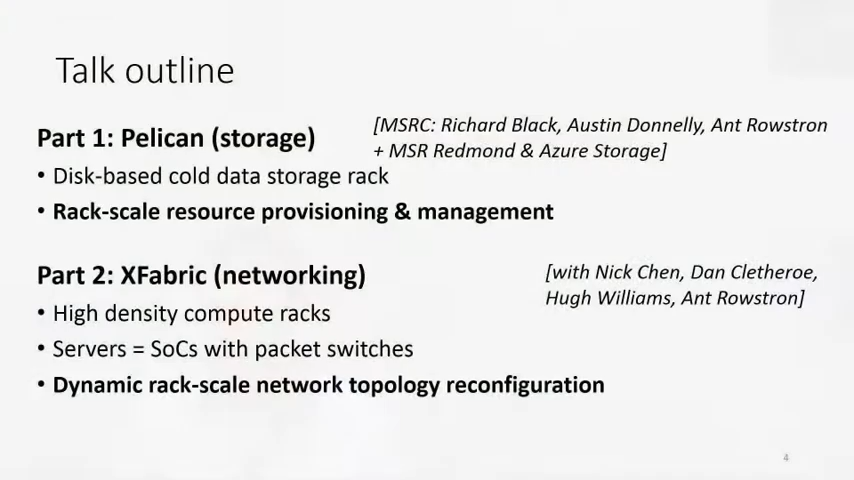 Talk outline
Part 1: Pelican (storage)
[MSRC: Richard Black, Austin Donnelly, Ant Rowstron
+ MSR Redmond & Azure Storage]
• Disk-based cold data storage rack
• Rack-scale resource provisioning & management
Part 2: XFabric (networking)
[with Nick Chen, Dan Cletheroe,
Hugh Williams, Ant Rowstron]
• High density compute racks
• Servers = SoCs with packet switches
• Dynamic rack-scale network topology reconfiguration
4